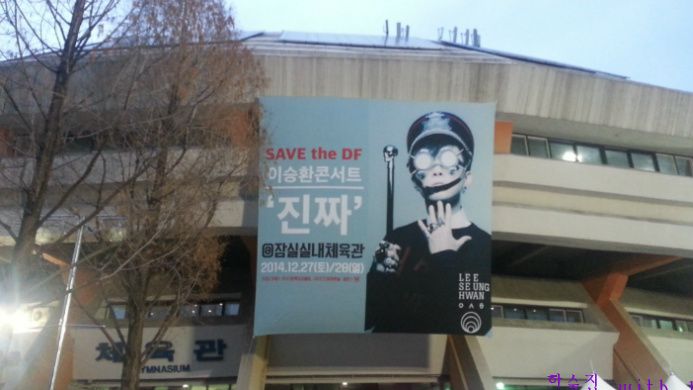 SAVE the DF
이승환콘서트
‘진짜’
@잠실실내체육관
2014.12.27(토)/28(일)
LEE
SEUNG
HWAN
체육관
GYMNASIUM
with